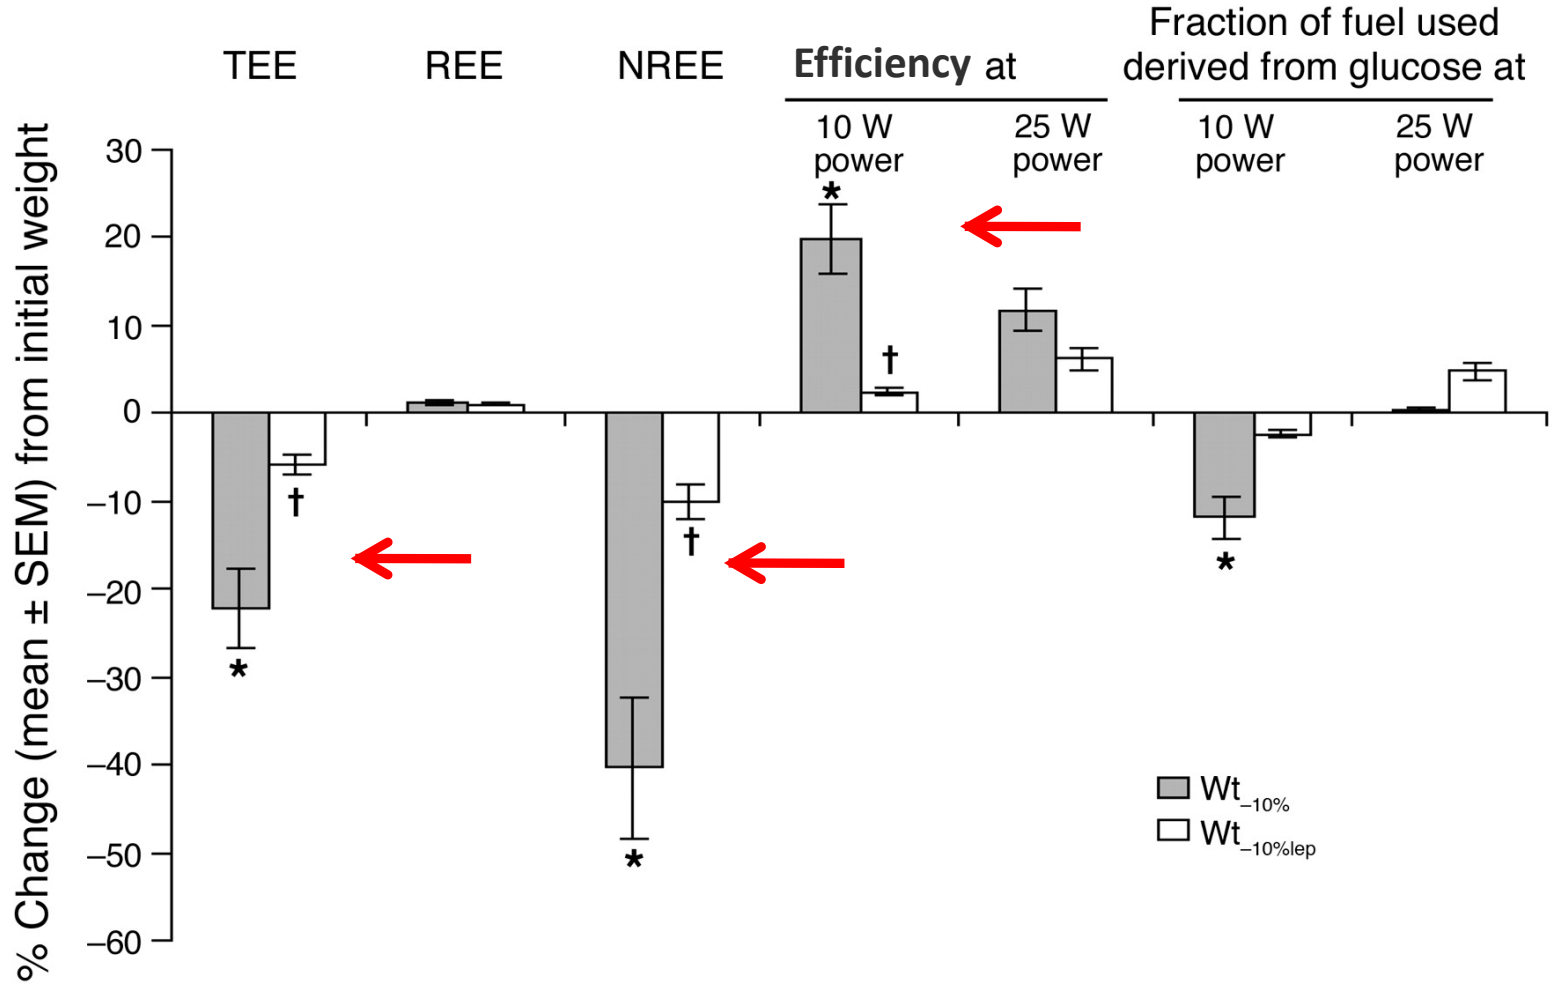 Fraction of fuel used
TEE REE NREE Efficiency at derived from glucose at
10 W 25 W 10 W 25 W
power power power power
% Change (mean ± SEM) from initial weight
30
20
10
0
–10
–20
–30
–40
–50
–60
*
†
*
†
*
†
*
Wt–10%
Wt–10%lep